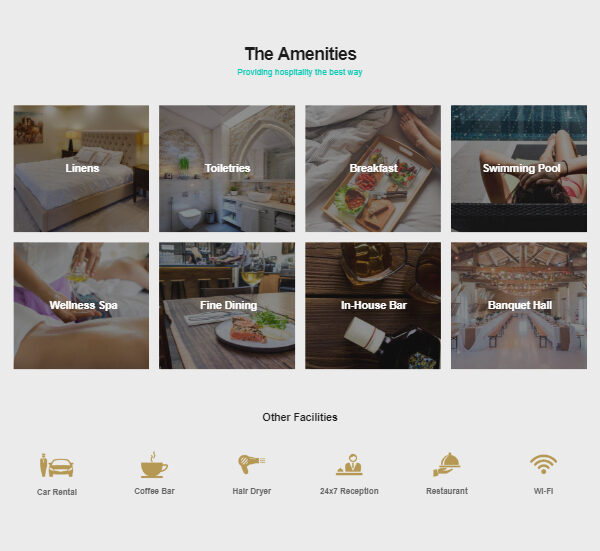 The Amenities
Providing hospitality the best way
Linens
Toiletries
Breakfast
Swimming Pool
Wellness Spa
Fine Dining
In-House Bar
Banquet Hall
Other Facilities
Car Rental
Coffee Bar
Hair Dryer
24x7 Reception
Restaurant
Wi-Fi